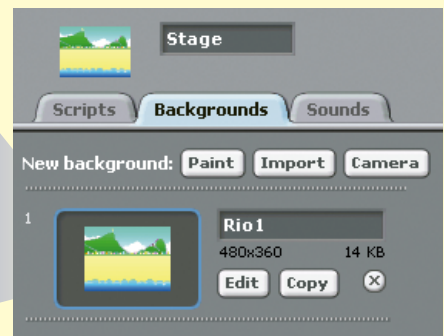 Stage
Scripts Backgrounds Sounds
New background: Paint Import Camera
1
Rio1
480x360 14 KB
Edit Copy